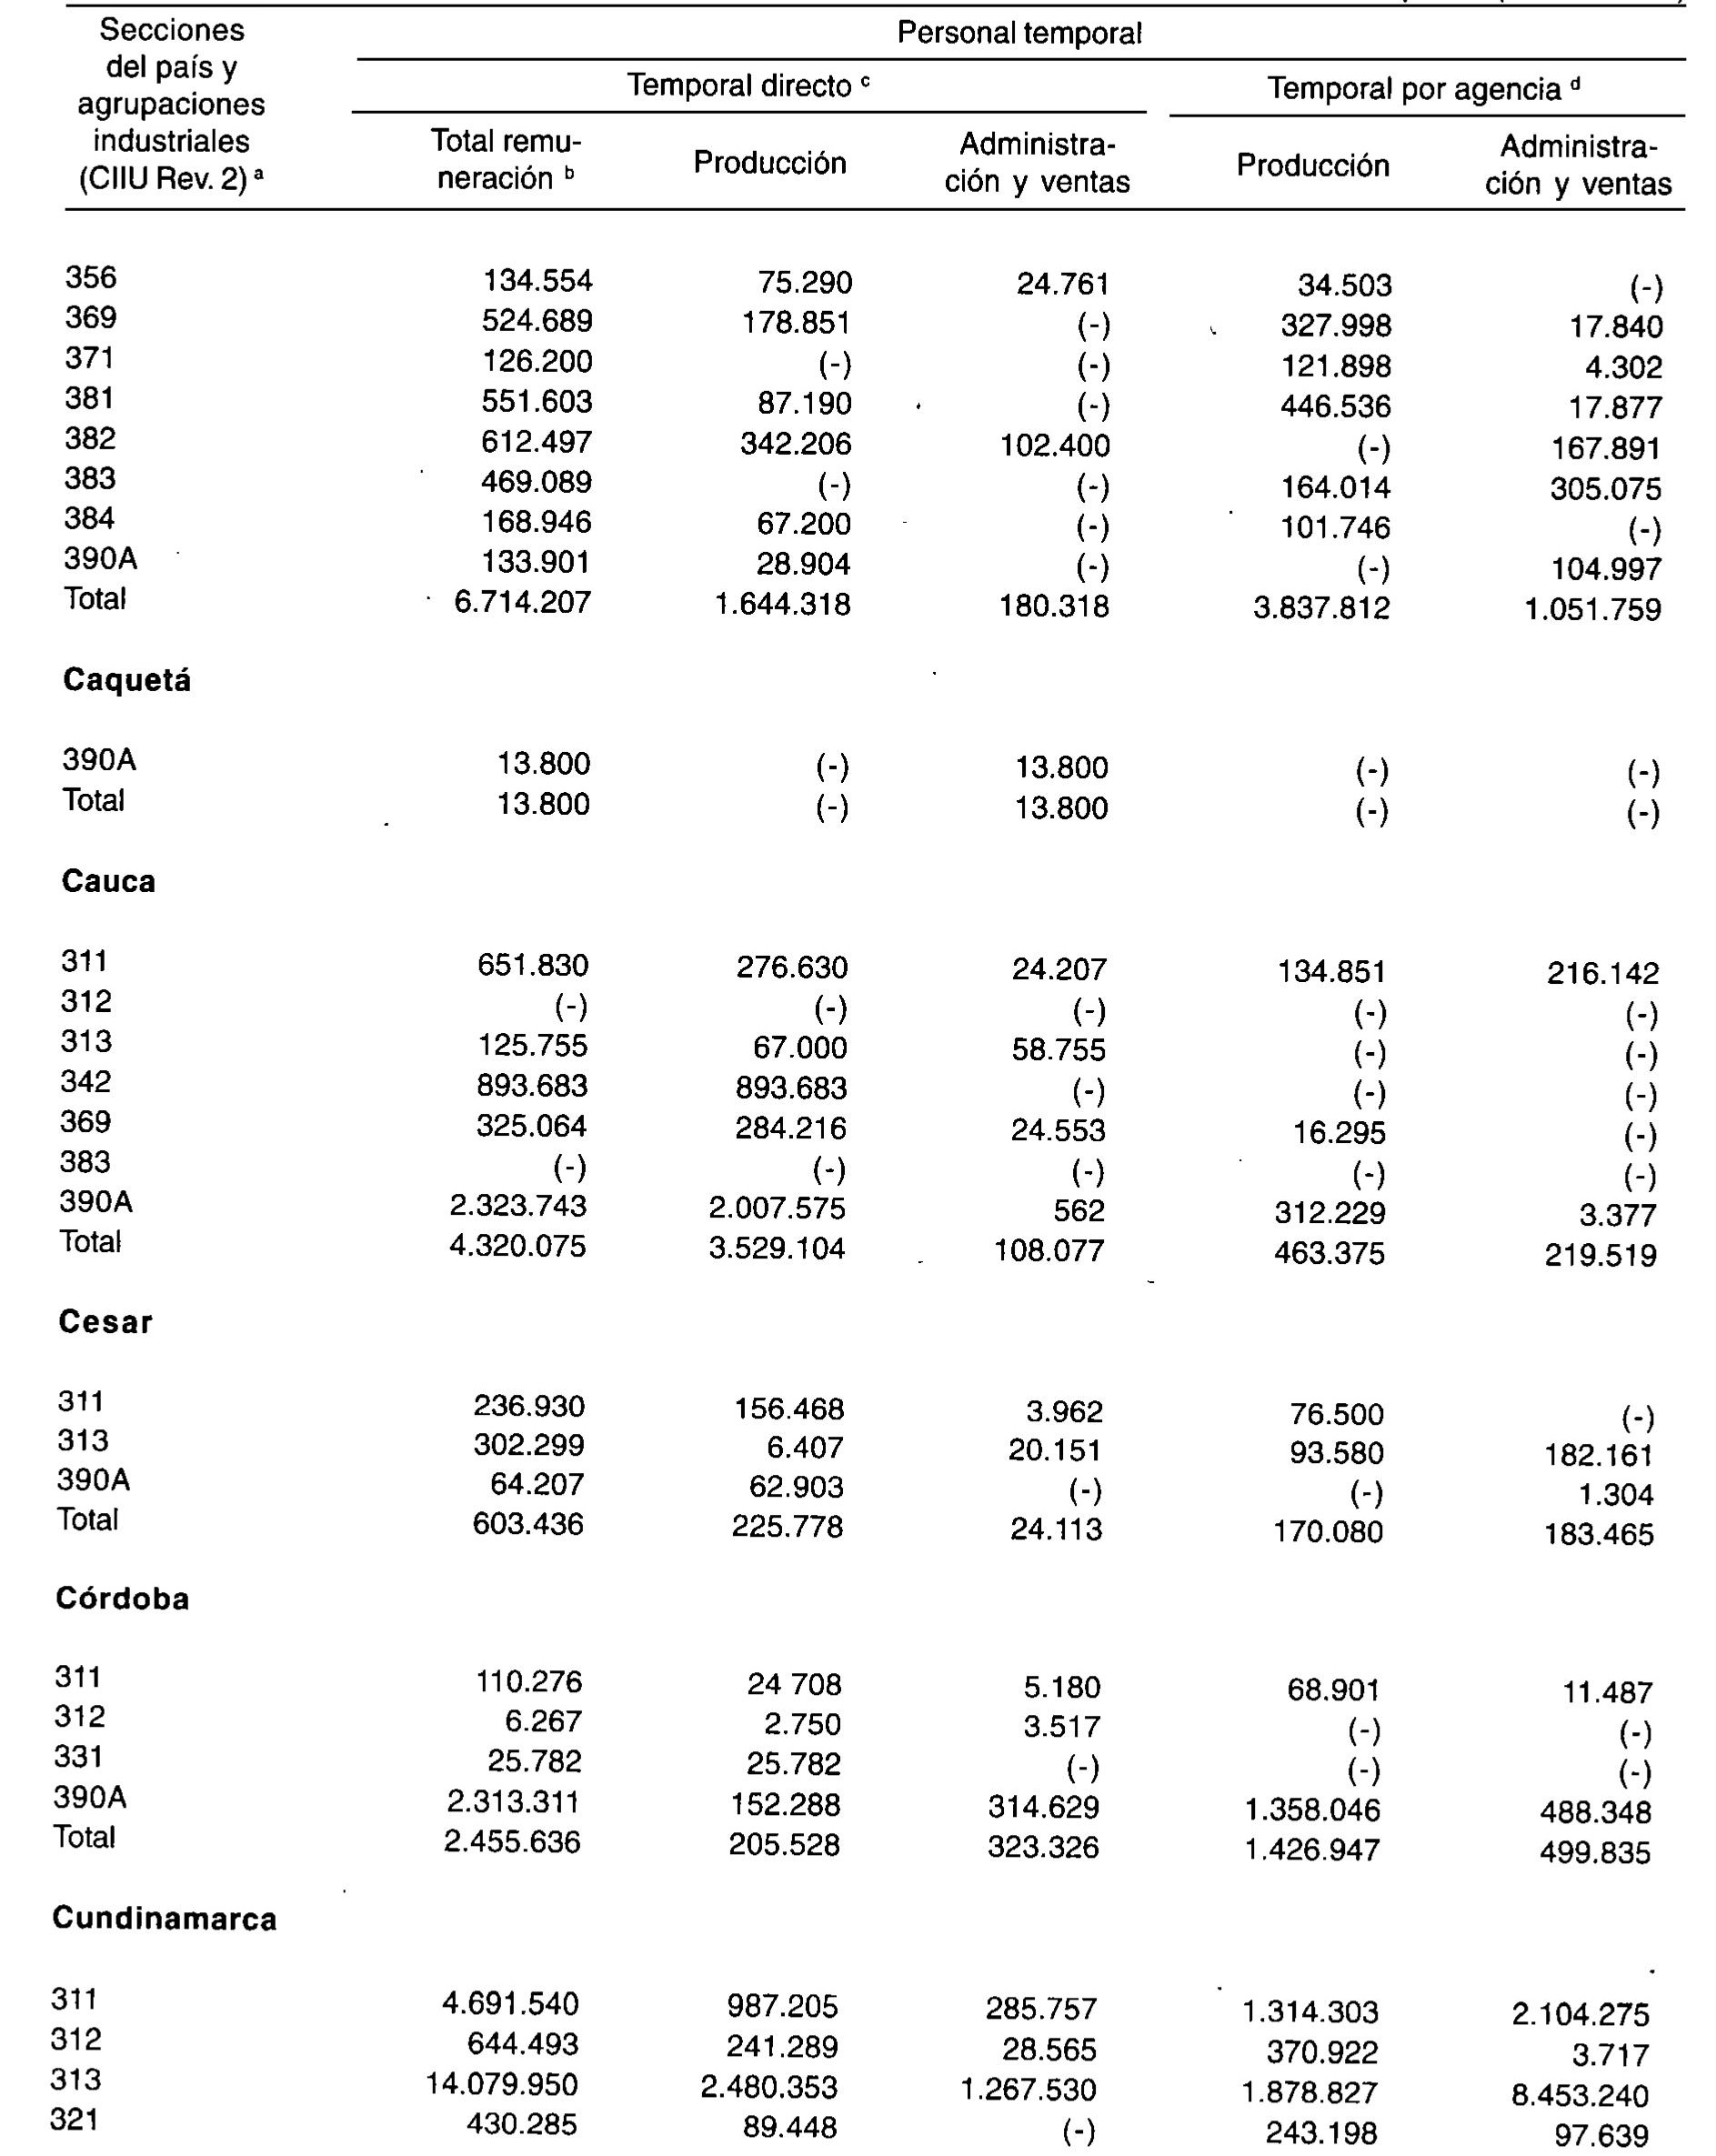 Secciones
del país y
agrupaciones
industriales
(CIIU Rev. 2) a
Personal temporal
Temporal directo c
Temporal por agencia d
Total remu-
neración b
Producción
Administra-
ción y ventas
Producción
Administra-
ción y ventas
356 134.554 75.290 24.761 34.503 (-)
369 524.689 178.851 (-) 327.998 17.840
371 126.200 (-) (-) 121.898 4.302
381 551.603 87.190 (-) 446.536 17.877
382 612.497 342.206 102.400 (-) 167.891
383 469.089 (-) (-) 164.014 305.075
384 168.946 67.200 (-) 101.746 (-)
390A 133.901 28.904 (-) (-) 104.997
Total 6.714.207 1.644.318 180.318 3.837.812 1.051.759
Caquetá
390A 13.800 (-) 13.800 (-) (-)
Total 13.800 (-) 13.800 (-) (-)
Cauca
311 651.830 276.630 24.207 134.851 216.142
312 (-) (-) (-) (-) (-)
313 125.755 67.000 58.755 (-) (-)
342 893.683 893.683 (-) (-) (-)
369 325.064 284.216 24.553 16.295 (-)
383 (-) (-) (-) (-) (-)
390A 2.323.743 2.007.575 562 312.229 3.377
Total 4.320.075 3.529.104 108.077 463.375 219.519
Cesar
311 236.930 156.468 3.962 76.500 (-)
313 302.299 6.407 20.151 93.580 182.161
390A 64.207 62.903 (-) (-) 1.304
Total 603.436 225.778 24.113 170.080 183.465
Córdoba
311 110.276 24 708 5.180 68.901 11.487
312 6.267 2.750 3.517 (-) (-)
331 25.782 25.782 (-) (-) (-)
390A 2.313.311 152.288 314.629 1.358.046 488.348
Total 2.455.636 205.528 323.326 1.426.947 499.835
Cundinamarca
311 4.691.540 987.205 285.757 1.314.303 2.104.275
312 644.493 241.289 28.565 370.922 3.717
313 14.079.950 2.480.353 1.267.530 1.878.827 8.453.240
321 430.285 89.448 (-) 243.198 97.639